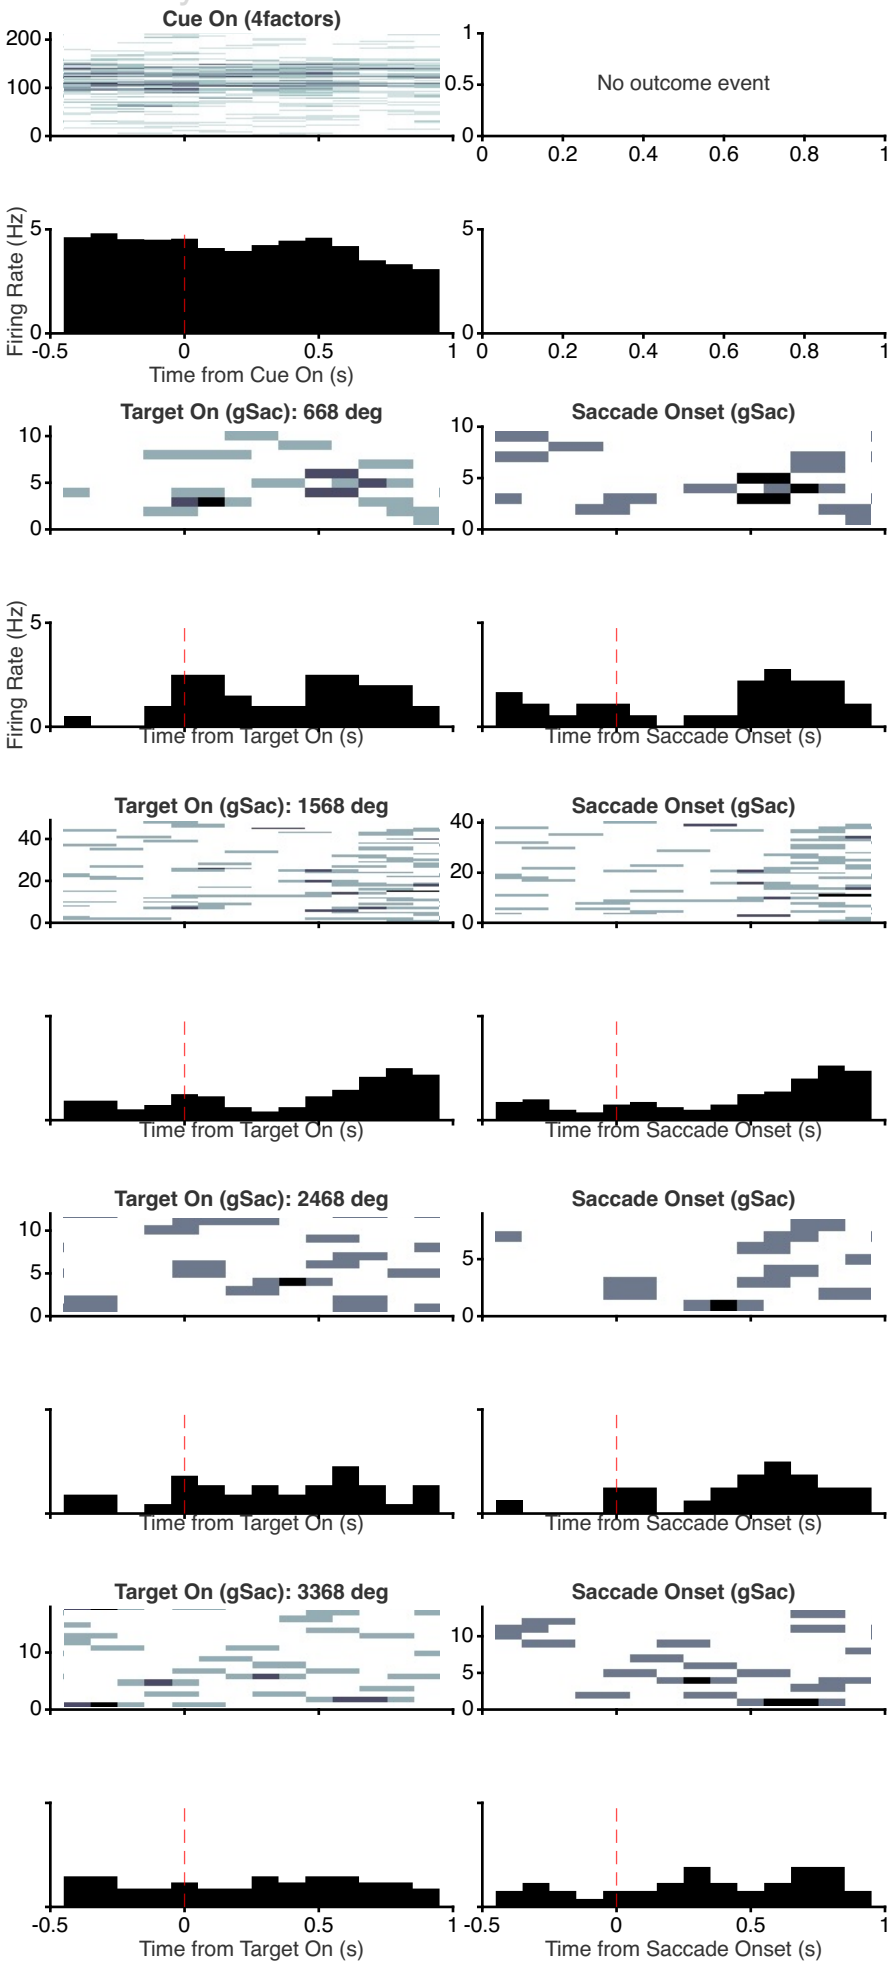 Cue On (4factors)
200
100
0
0
0.5
1
No outcome event
1
0.5
0
0
0.2
0.4
0.6
0.8
1
Firing Rate (Hz)
5
0
-0.5
0
0.5
1
Time from Cue On (s)
5
0
0
0.2
0.4
0.6
0.8
1
Target On (gSac): 668 deg
10
5
0
Saccade Onset (gSac)
10
5
0
Firing Rate (Hz)
5
0
Time from Target On (s)
Time from Saccade Onset (s)
Target On (gSac): 1568 deg
40
20
0
Saccade Onset (gSac)
40
20
0
Time from Target On (s)
Time from Saccade Onset (s)
Target On (gSac): 2468 deg
10
5
0
Saccade Onset (gSac)
5
0
Time from Target On (s)
Time from Saccade Onset (s)
Target On (gSac): 3368 deg
10
0
Saccade Onset (gSac)
10
5
0
-0.5
0
0.5
1
Time from Target On (s)
-0.5
0
0.5
1
Time from Saccade Onset (s)